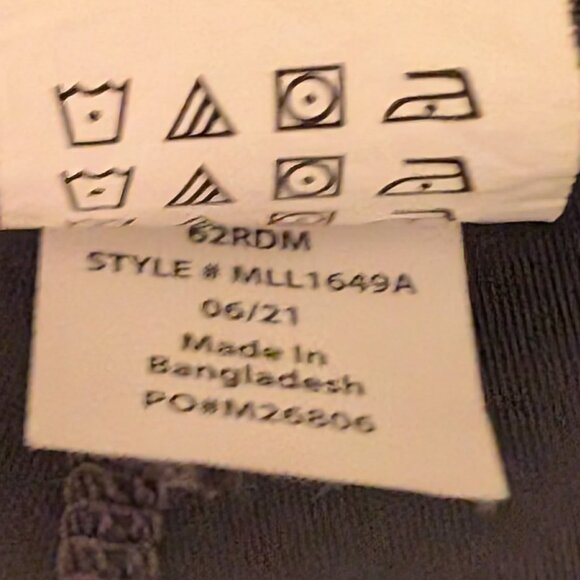 62RDM
STYLE # MLL1649A
06/21
Made In
Bangladesh
PO#M26806